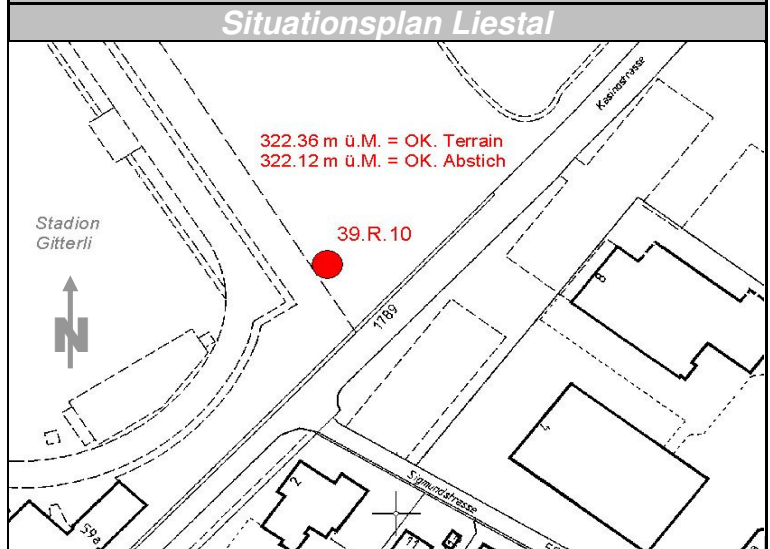 Situationsplan Liestal
Kasinostrasse
322.36 m ü.M. = OK. Terrain
322.12 m ü.M. = OK. Abstich
Stadion
Gitterli
39.R.10
N
8
1789
2
Sigmundstrasse
59a
11